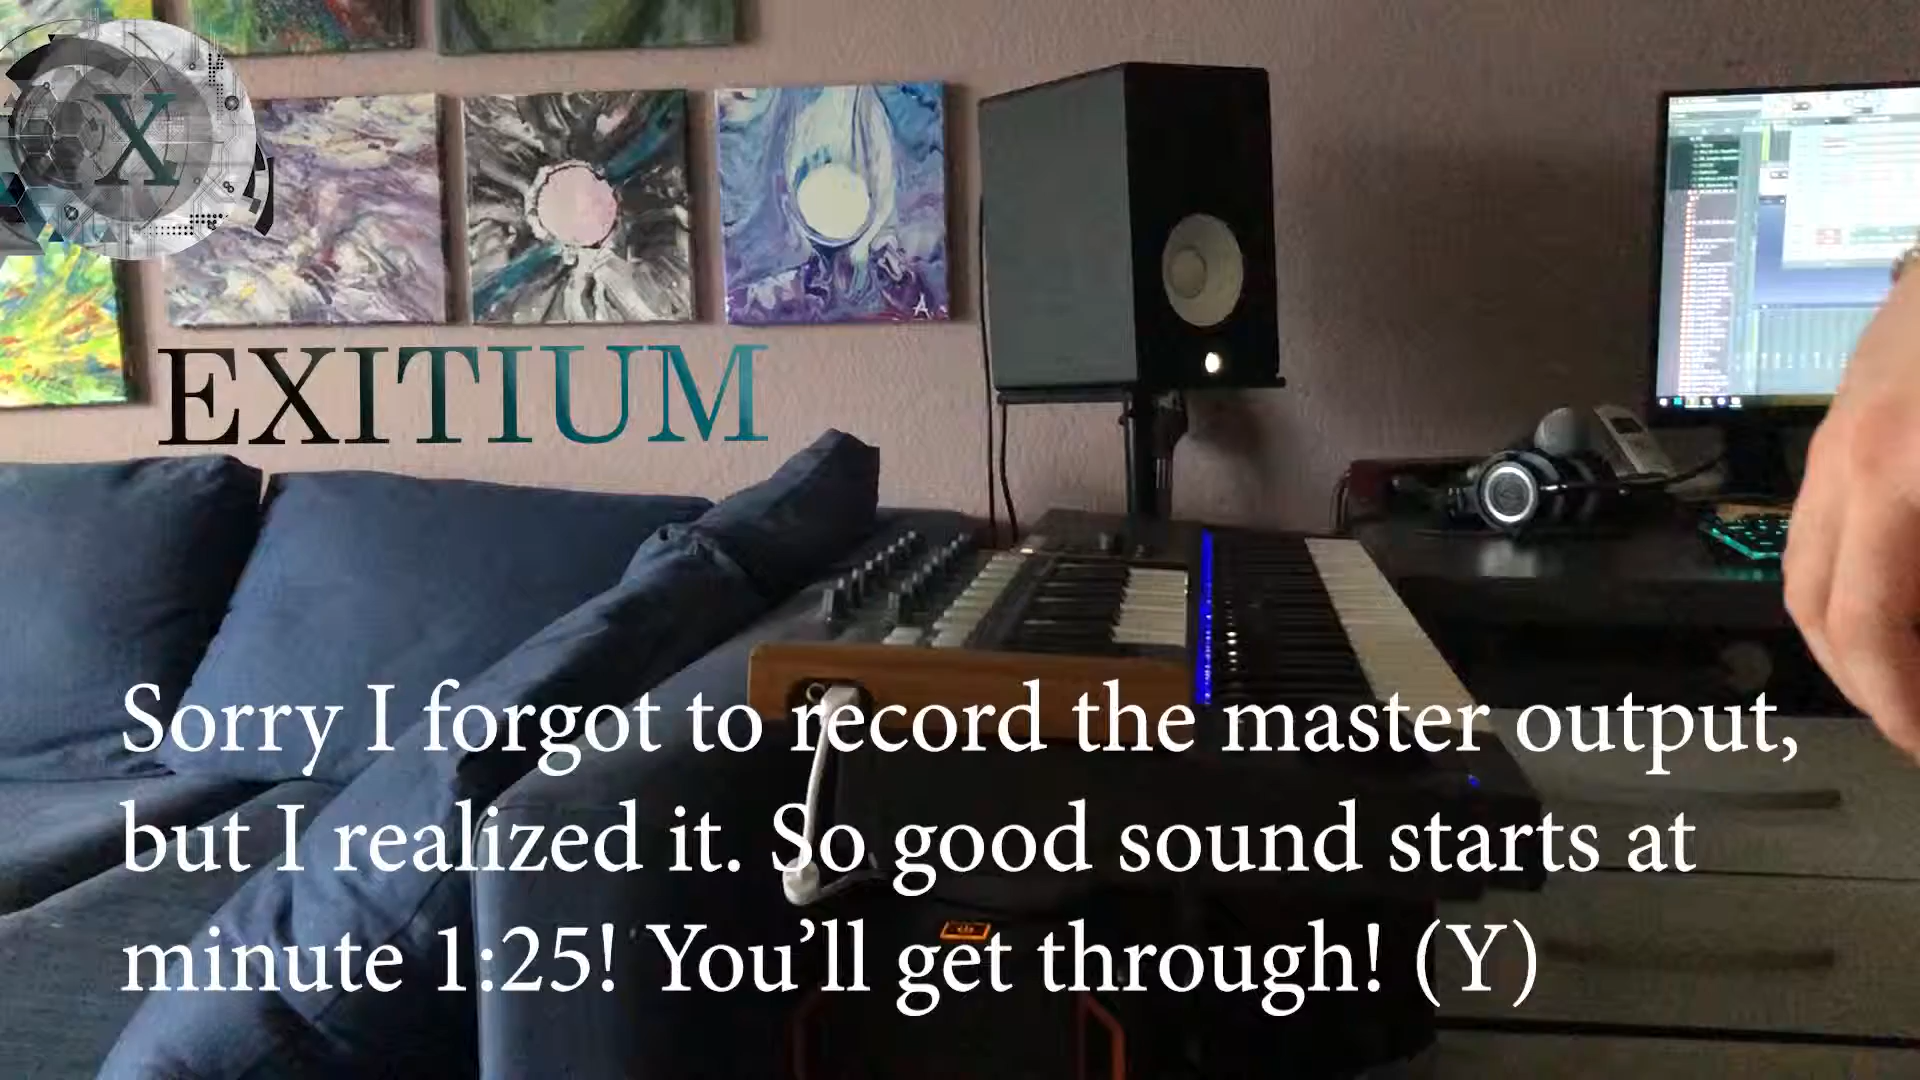 X
EXITIUM
A
Sorry I forgot to record the master output,
but I realized it. So good sound starts at
minute 1:25! You’ll get through! (Y)